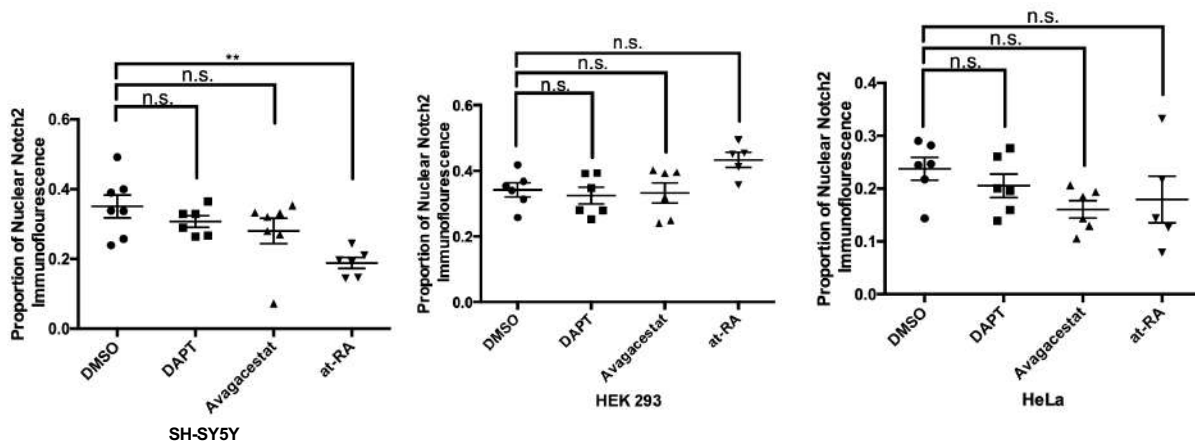 **
n.s.
n.s.
Proportion of Nuclear Notch2
Immunoflourescence
0.6
0.4
0.2
0.0
DMSO
DAPT
Avagacestat
at-RA
SH-SY5Y
n.s.
n.s.
n.s.
Proportion of Nuclear Notch2
Immunoflourescence
0.6
0.4
0.2
0.0
DMSO
DAPT
Avagacestat
at-RA
HEK 293
n.s.
n.s.
n.s.
Proportion of Nuclear Notch2
Immunoflourescence
0.4
0.3
0.2
0.1
0.0
DMSO
DAPT
Avagacestat
at-RA
HeLa